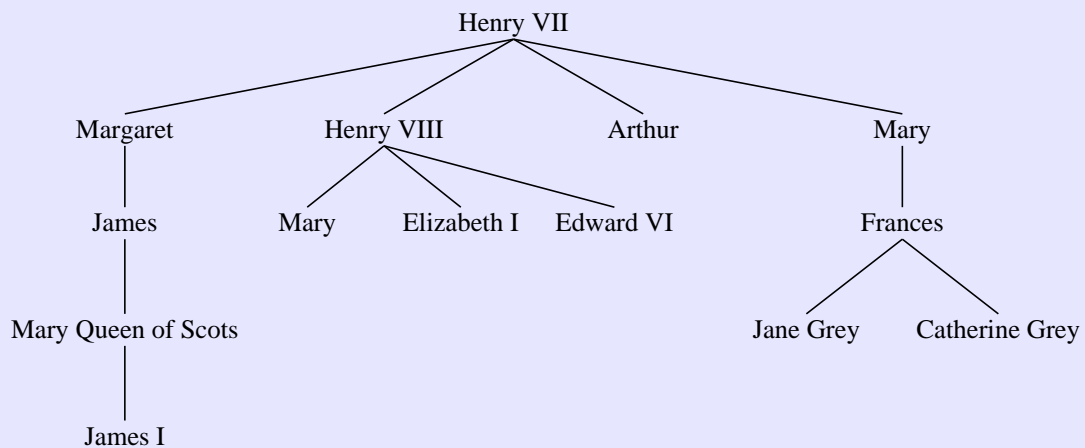 Henry VII
Margaret Henry VIII Arthur Mary
James Mary Elizabeth I Edward VI Frances
Mary Queen of Scots Jane Grey Catherine Grey
James I